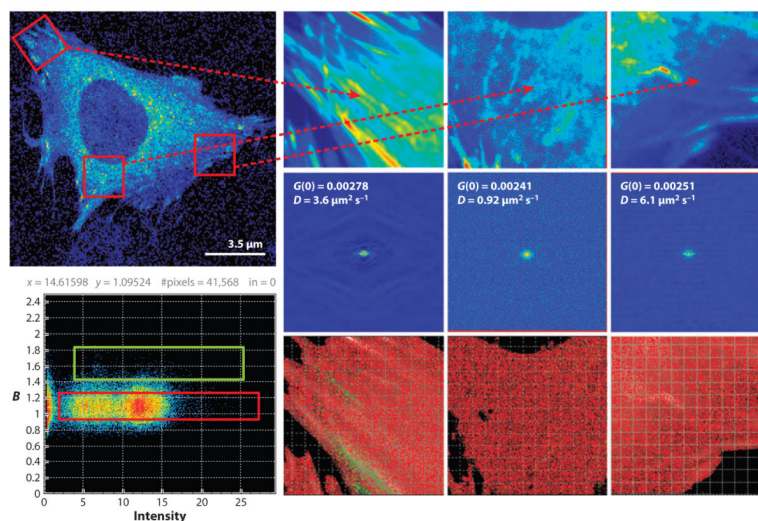 3.5 µm
G(0) = 0.00278
D = 3.6 µm² s⁻¹
G(0) = 0.00241
D = 0.92 µm² s⁻¹
G(0) = 0.00251
D = 6.1 µm² s⁻¹
x = 14.61598 y = 1.09524 #pixels = 41,568 in = 0
2.4
2.2
2
1.8
1.6
1.4
B 1.2
1
0.8
0.6
0.4
0.2
0
0 5 10 15 20 25
Intensity